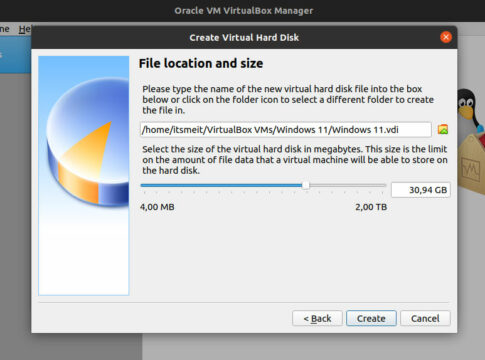 Oracle VM VirtualBox Manager
Create Virtual Hard Disk
File location and size
Please type the name of the new virtual hard disk file into the box
below or click on the folder icon to select a different folder to create
the file in.
/home/itsmeit/VirtualBox VMs/Windows 11/Windows 11.vdi
Select the size of the virtual hard disk in megabytes. This size is the limit
on the amount of file data that a virtual machine will be able to store on
the hard disk.
30,94 GB
4,00 MB 2,00 TB
< Back Create Cancel